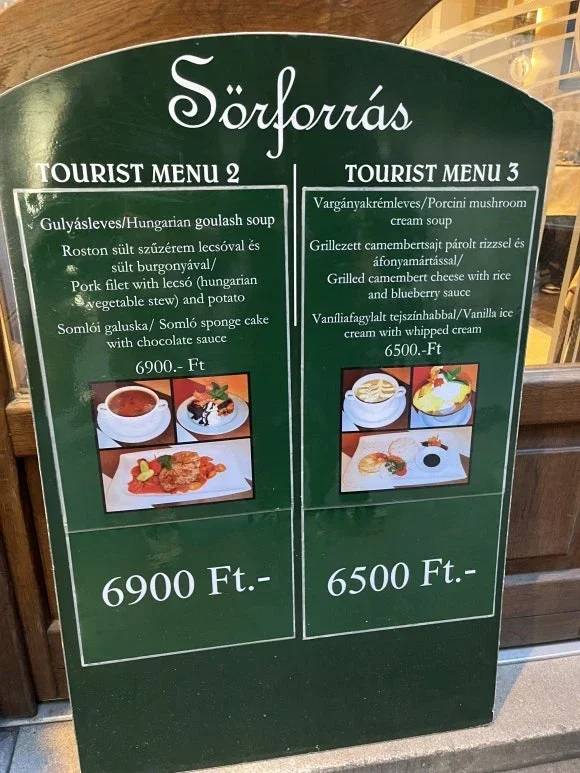 Sörforrás
TOURIST MENU 2
Gulyásleves/Hungarian goulash soup
Roston sült szűzérem lecsóval és
sült burgonyával/
Pork filet with lecsó (hungarian
vegetable stew) and potato
Somlói galuska/ Somló sponge cake
with chocolate sauce
6900.- Ft
6900 Ft.-
TOURIST MENU 3
Vargányakrémleves/Porcini mushroom
cream soup
Grillezett camembertsajt párolt rizzsel és
áfonyamártással/
Grilled camembert cheese with rice
and blueberry sauce
Vaníliafagylalt tejszínhabbal/Vanilla ice
cream with whipped cream
6500.-Ft
6500 Ft.-